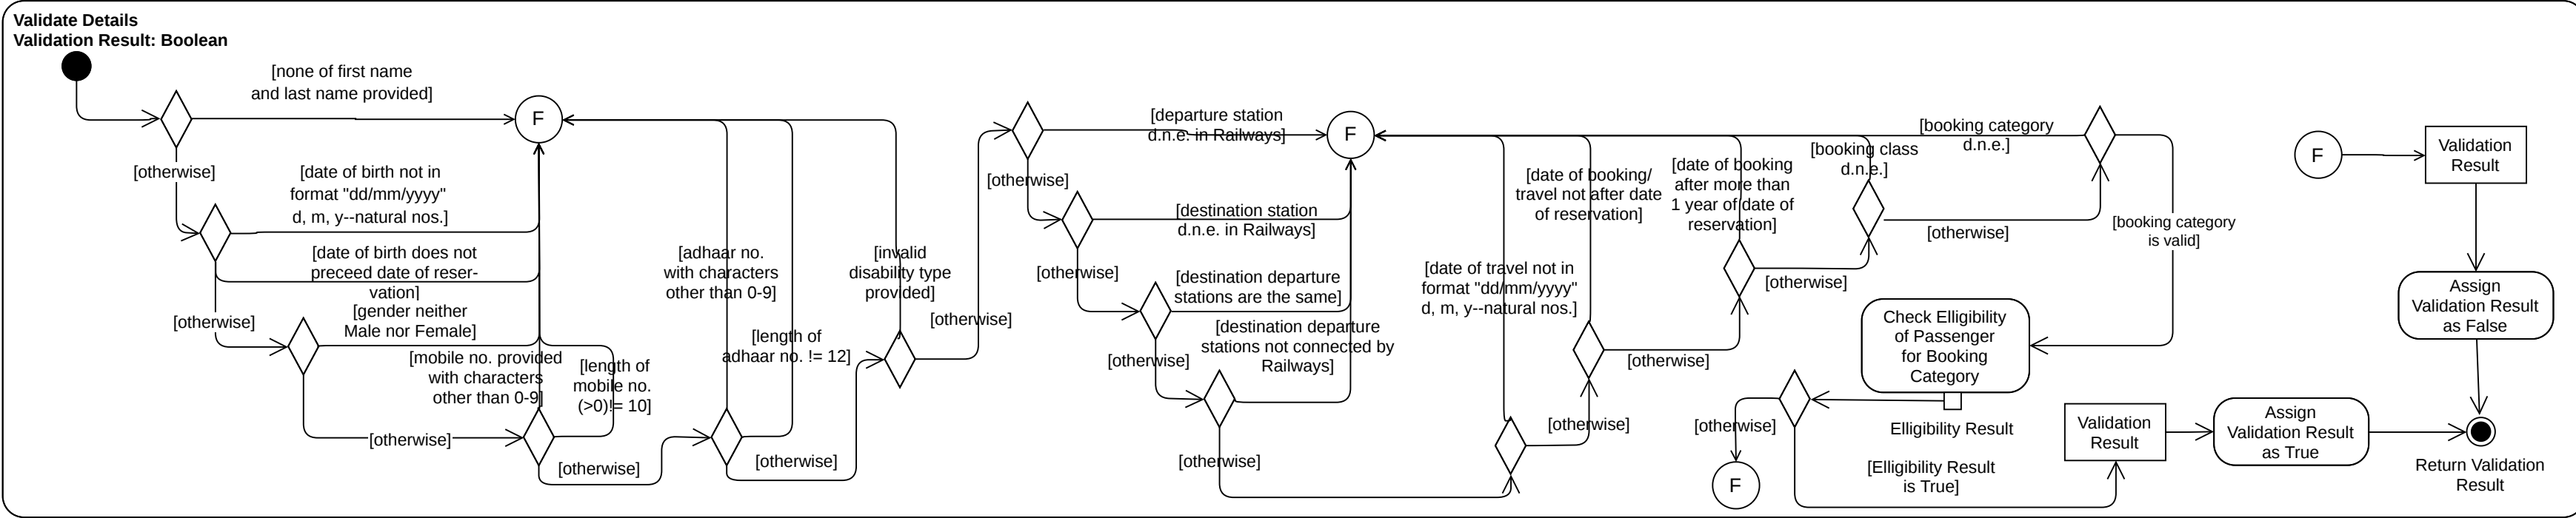 Validate Details
Validation Result: Boolean
[none of first name
and last name provided]
F
[otherwise]
[date of birth not in
format "dd/mm/yyyy"
d, m, y--natural nos.]
[date of birth does not
preceed date of reser-
vation]
[otherwise]
[gender neither
Male nor Female]
[mobile no. provided
with characters
other than 0-9]
[length of
mobile no.
(>0)!= 10]
[otherwise]
[otherwise]
[adhaar no.
with characters
other than 0-9]
[length of
adhaar no. != 12]
[otherwise]
[invalid
disability type
provided]
[otherwise]
[departure station
d.n.e. in Railways]
F
[otherwise]
[destination station
d.n.e. in Railways]
[otherwise]
[destination departure
stations are the same]
[otherwise]
[destination departure
stations not connected by
Railways]
[otherwise]
[date of travel not in
format "dd/mm/yyyy"
d, m, y--natural nos.]
[otherwise]
[date of booking/
travel not after date
of reservation]
[otherwise]
[date of booking
after more than
1 year of date of
reservation]
[otherwise]
[booking class
d.n.e.]
[otherwise]
[booking category
d.n.e.]
[booking category
is valid]
Check Elligibility
of Passenger
for Booking
Category
Elligibility Result
[otherwise]
F
[Elligibility Result
is True]
Validation
Result
Assign
Validation Result
as True
F
Validation
Result
Assign
Validation Result
as False
Return Validation
Result